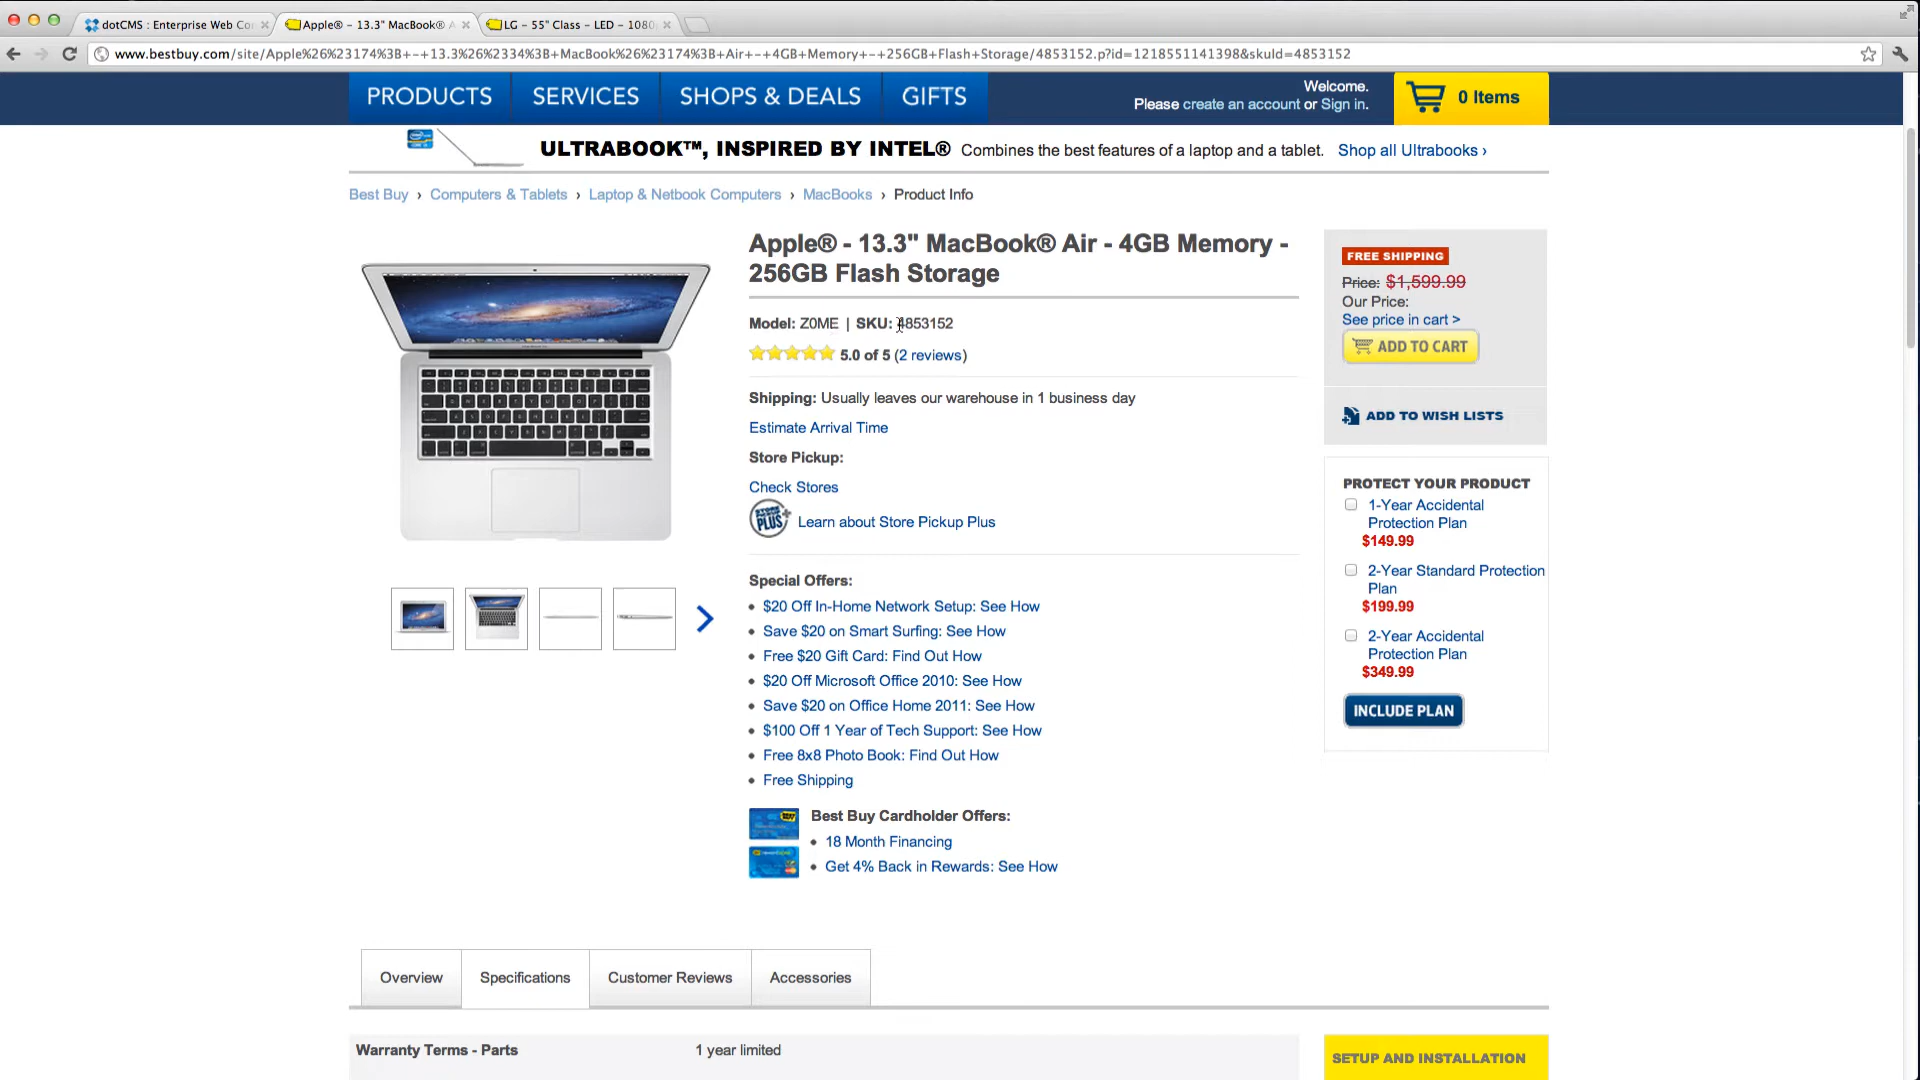 dotCMS : Enterprise Web Co
Apple® – 13.3" MacBook® A
LG – 55" Class – LED – 1080
www.bestbuy.com/site/Apple%26%23174%3B+-+13.3%26%2334%3B+MacBook%26%23174%3B+Air+-+4GB+Memory+-+256GB+Flash+Storage/4853152.p?id=1218551141398&skuId=4853152
PRODUCTS
SERVICES
SHOPS & DEALS
GIFTS
Welcome.
Please create an account or Sign in.
0 Items
ULTRABOOK™, INSPIRED BY INTEL® Combines the best features of a laptop and a tablet. Shop all Ultrabooks ›
Best Buy › Computers & Tablets › Laptop & Netbook Computers › MacBooks › Product Info
Apple® - 13.3" MacBook® Air - 4GB Memory -
256GB Flash Storage
Model: Z0ME | SKU: 4853152
5.0 of 5 (2 reviews)
Shipping: Usually leaves our warehouse in 1 business day
Estimate Arrival Time
Store Pickup:
Check Stores
STORE PICKUP PLUS+
Learn about Store Pickup Plus
Special Offers:
• $20 Off In-Home Network Setup: See How
• Save $20 on Smart Surfing: See How
• Free $20 Gift Card: Find Out How
• $20 Off Microsoft Office 2010: See How
• Save $20 on Office Home 2011: See How
• $100 Off 1 Year of Tech Support: See How
• Free 8x8 Photo Book: Find Out How
• Free Shipping
Best Buy Cardholder Offers:
• 18 Month Financing
• Get 4% Back in Rewards: See How
FREE SHIPPING
Price: $1,599.99
Our Price:
See price in cart >
ADD TO CART
ADD TO WISH LISTS
PROTECT YOUR PRODUCT
1-Year Accidental
Protection Plan
$149.99
2-Year Standard Protection
Plan
$199.99
2-Year Accidental
Protection Plan
$349.99
INCLUDE PLAN
Overview
Specifications
Customer Reviews
Accessories
Warranty Terms - Parts 1 year limited
SETUP AND INSTALLATION